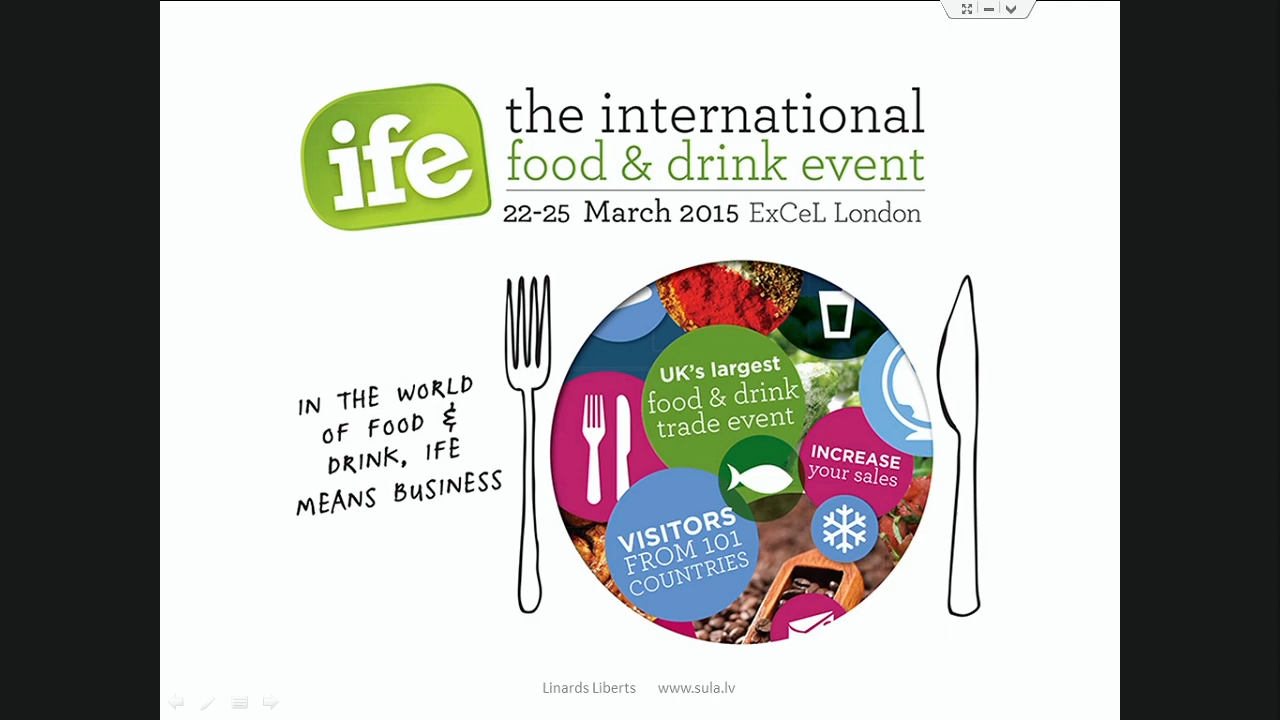 ife
the international
food & drink event
22-25 March 2015 ExCeL London
IN THE WORLD
OF FOOD &
DRINK, IFE
MEANS BUSINESS
UK's largest
food & drink
trade event
INCREASE
your sales
VISITORS
FROM 101
COUNTRIES
Linards Liberts www.sula.lv